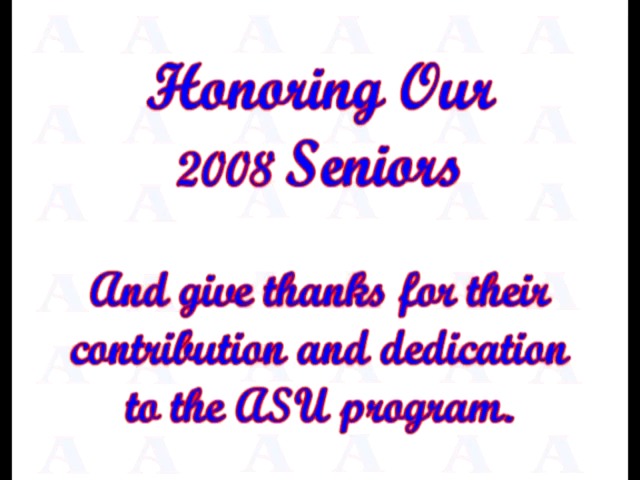 Honoring Our
2008 Seniors
And give thanks for their
contribution and dedication
to the ASU program.